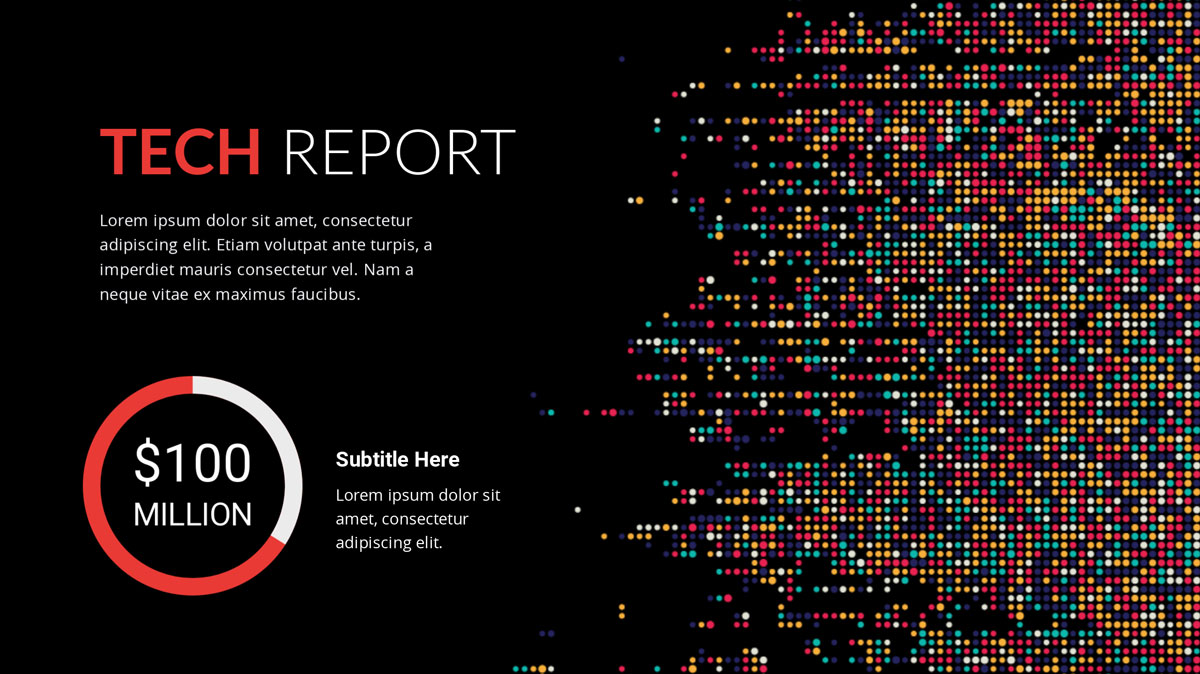 TECH REPORT
Lorem ipsum dolor sit amet, consectetur
adipiscing elit. Etiam volutpat ante turpis, a
imperdiet mauris consectetur vel. Nam a
neque vitae ex maximus faucibus.
$100
MILLION
Subtitle Here
Lorem ipsum dolor sit
amet, consectetur
adipiscing elit.